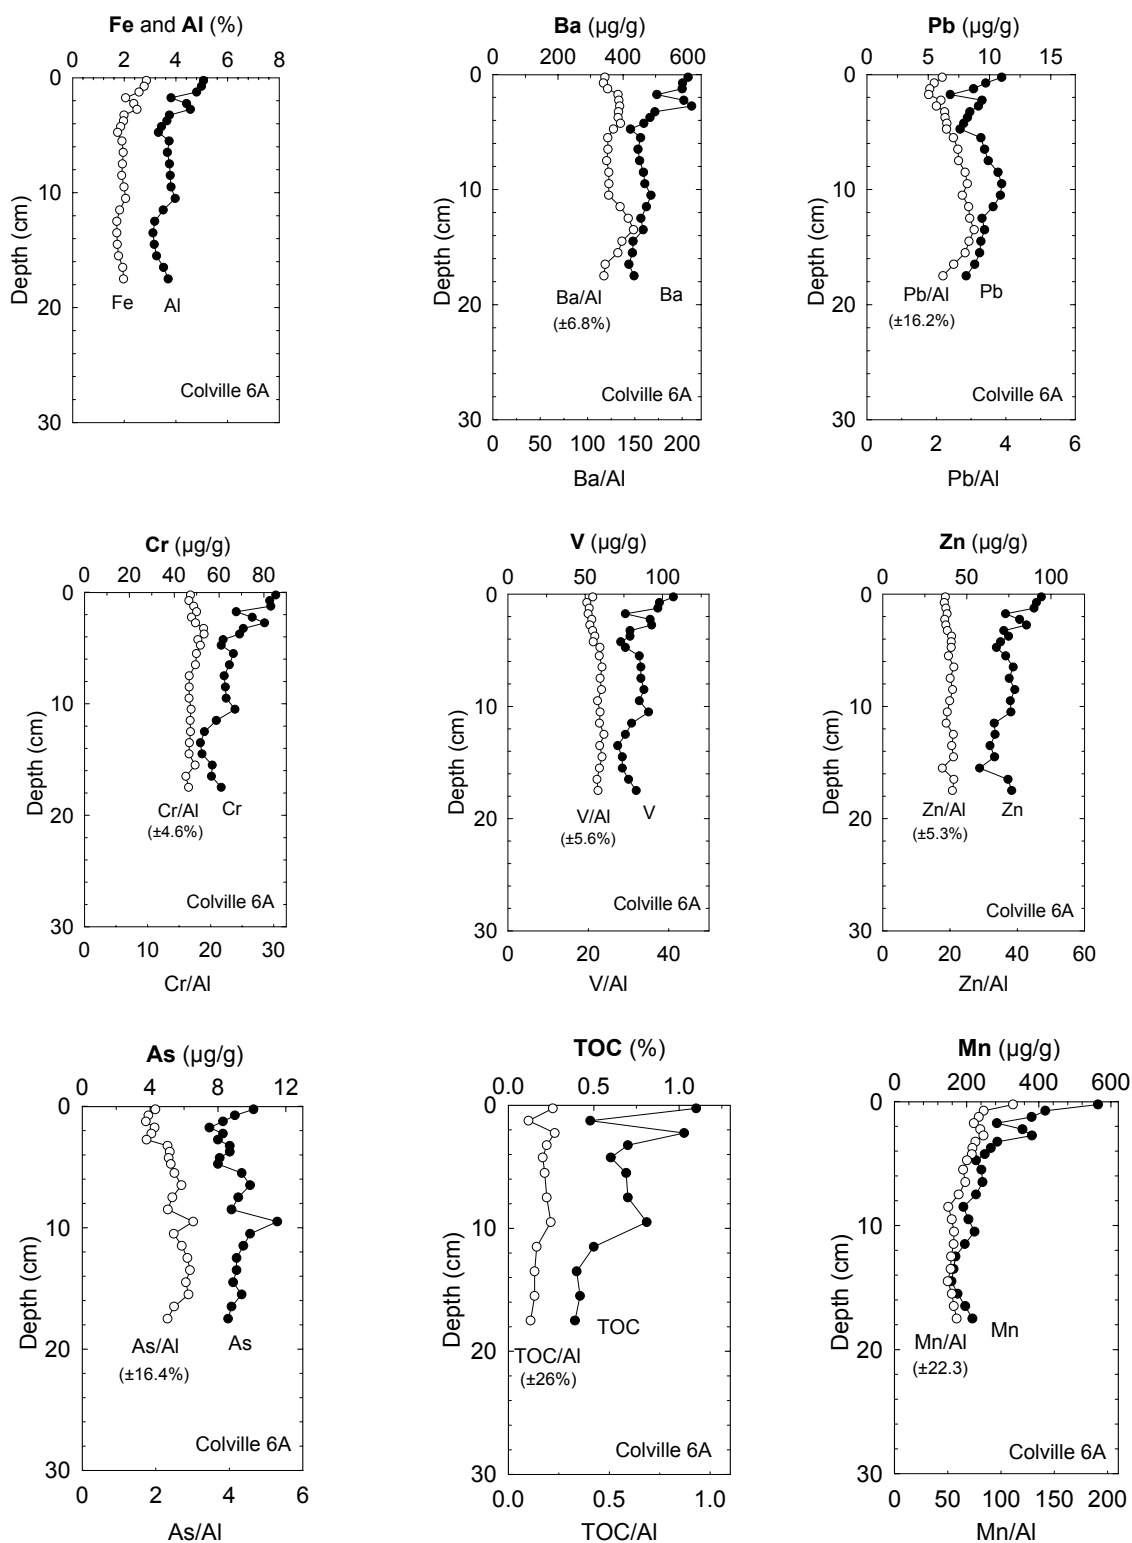 Fe and Al (%)
0 2 4 6 8
0
10
20
30
Depth (cm)
Fe Al
Colville 6A
Ba (µg/g)
0 150 300 450 600
0
10
20
30
Depth (cm)
Ba/Al Ba
(±6.8%)
Colville 6A
0 50 100 150 200
Ba/Al
Pb (µg/g)
0 5 10 15
0
10
20
30
Depth (cm)
Pb/Al Pb
(±16.2%)
Colville 6A
0 2 4 6
Pb/Al
Cr (µg/g)
0 20 40 60 80
0
10
20
30
Depth (cm)
Cr/Al Cr
(±4.6%)
Colville 6A
0 10 20 30
Cr/Al
V (µg/g)
0 50 100
0
10
20
30
Depth (cm)
V/Al V
(±5.6%)
Colville 6A
0 20 40
V/Al
Zn (µg/g)
0 50 100
0
10
20
30
Depth (cm)
Zn/Al Zn
(±5.3%)
Colville 6A
0 20 40 60
Zn/Al
As (µg/g)
0 4 8 12
0
10
20
30
Depth (cm)
As/Al As
(±16.4%)
Colville 6A
0 2 4 6
As/Al
TOC (%)
0.0 0.5 1.0
0
10
20
30
Depth (cm)
TOC
TOC/Al
(±26%)
Colville 6A
0.0 0.5 1.0
TOC/Al
Mn (µg/g)
0 200 400 600
0
10
20
30
Depth (cm)
Mn/Al Mn
(±22.3)
Colville 6A
0 50 100 150 200
Mn/Al